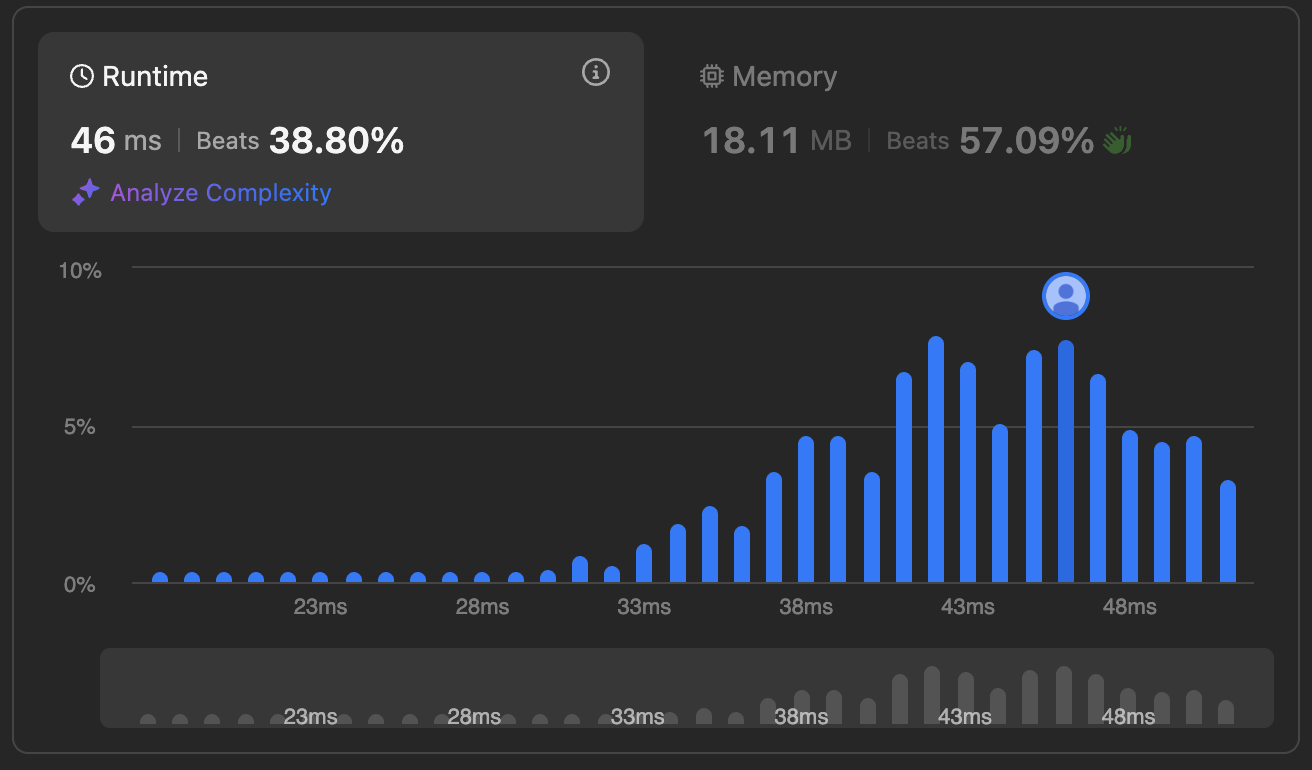 Runtime
46 ms | Beats 38.80%
Analyze Complexity
Memory
18.11 MB | Beats 57.09%
10%
5%
0%
23ms 28ms 33ms 38ms 43ms 48ms
23ms 28ms 33ms 38ms 43ms 48ms